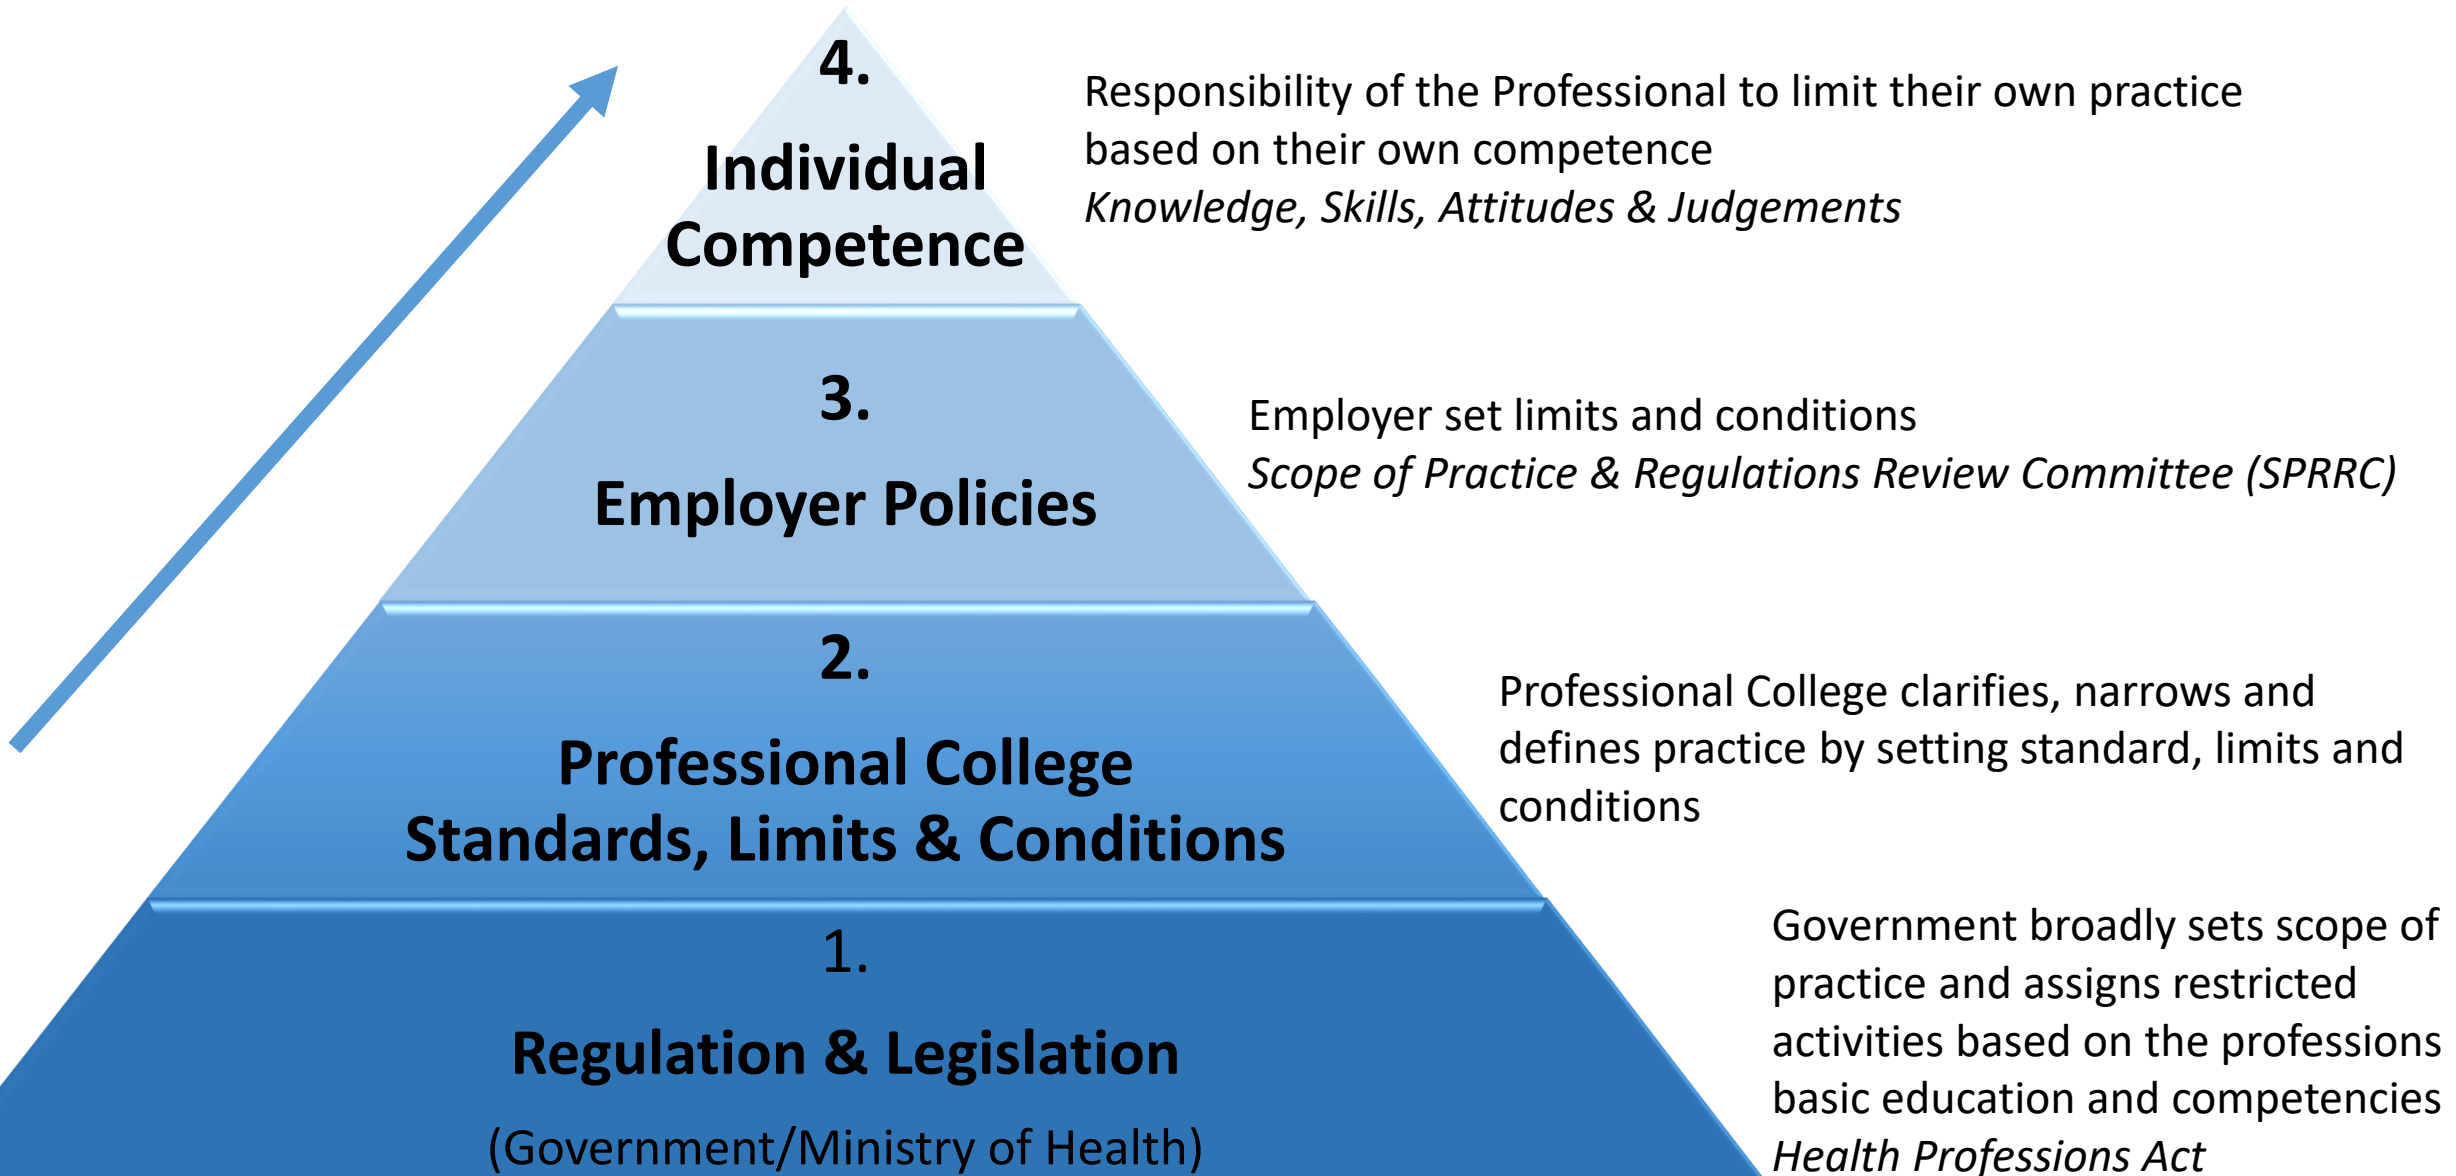 4.
Individual
Competence
Responsibility of the Professional to limit their own practice
based on their own competence
Knowledge, Skills, Attitudes & Judgements
3.
Employer Policies
Employer set limits and conditions
Scope of Practice & Regulations Review Committee (SPRRC)
2.
Professional College
Standards, Limits & Conditions
Professional College clarifies, narrows and
defines practice by setting standard, limits and
conditions
1.
Regulation & Legislation
(Government/Ministry of Health)
Government broadly sets scope of
practice and assigns restricted
activities based on the professions
basic education and competencies
Health Professions Act